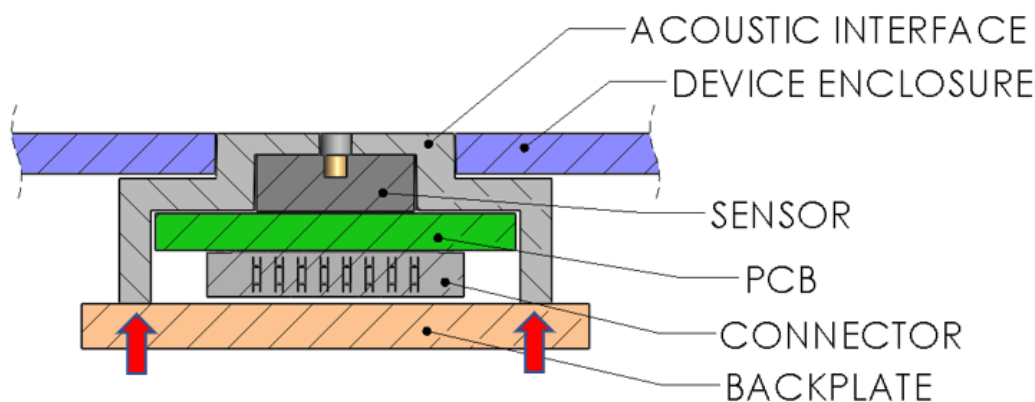 ACOUSTIC INTERFACE
DEVICE ENCLOSURE
SENSOR
PCB
CONNECTOR
BACKPLATE